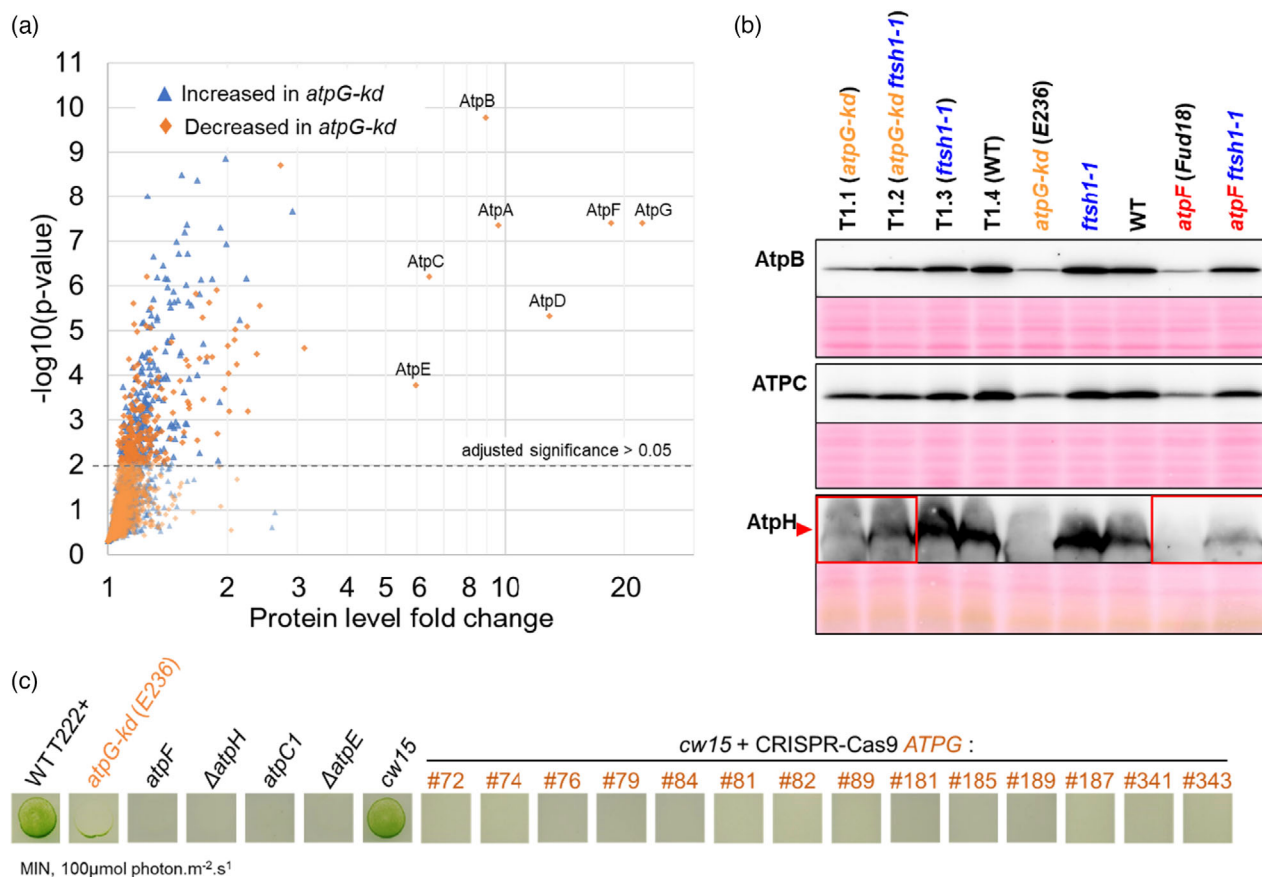 (a)
11
10
9
8
7
6
5
4
3
2
1
0
-log10(p-value)
Increased in atpG-kd
Decreased in atpG-kd
AtpB
AtpA
AtpF
AtpG
AtpC
AtpD
AtpE
adjusted significance > 0.05
1 2 4 6 8 10 20
Protein level fold change
(b)
T1.1 (atpG-kd)
T1.2 (atpG-kd ftsh1-1)
T1.3 (ftsh1-1)
T1.4 (WT)
atpG-kd (E236)
ftsh1-1
WT
atpF (Fud18)
atpF ftsh1-1
AtpB
ATPC
AtpH
(c)
WTT222+
atpG-kd (E236)
atpF
ΔatpH
atpC1
ΔatpE
cw15
cw15 + CRISPR-Cas9 ATPG :
#72 #74 #76 #79 #84 #81 #82 #89 #181 #185 #189 #187 #341 #343
MIN, 100µmol photon.m-2.s1